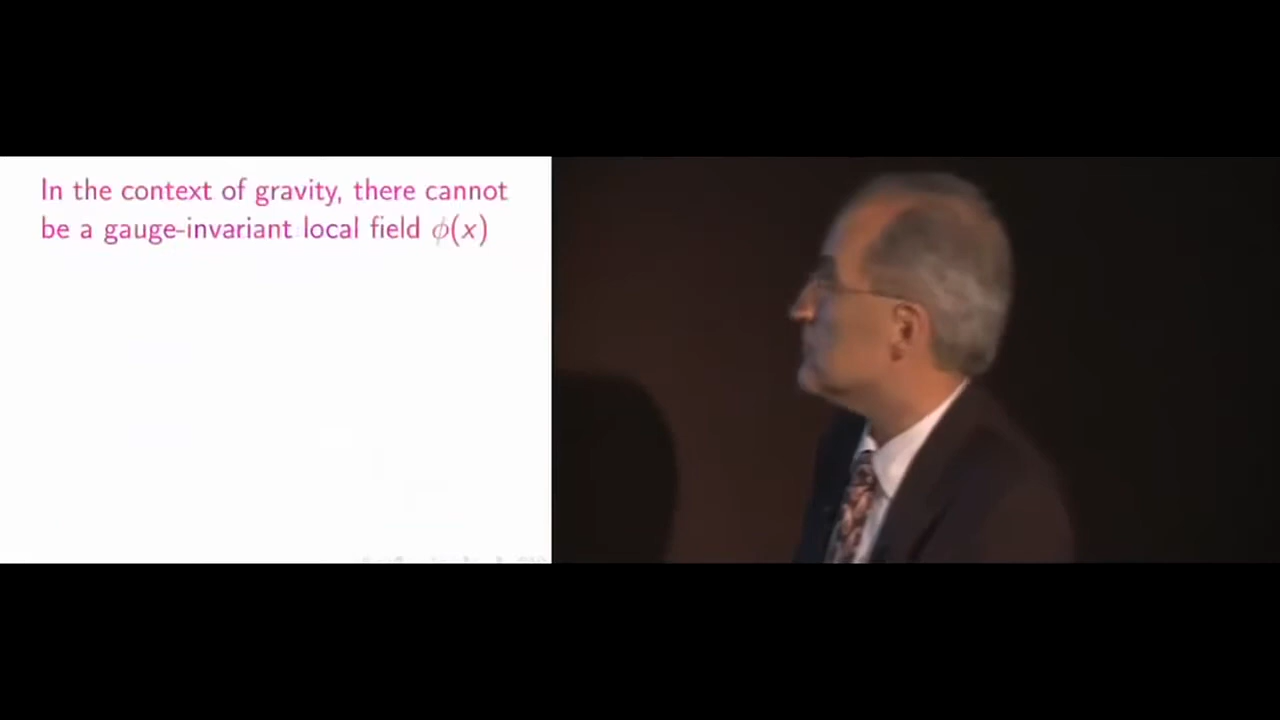 In the context of gravity, there cannot
be a gauge-invariant local field ϕ(x)